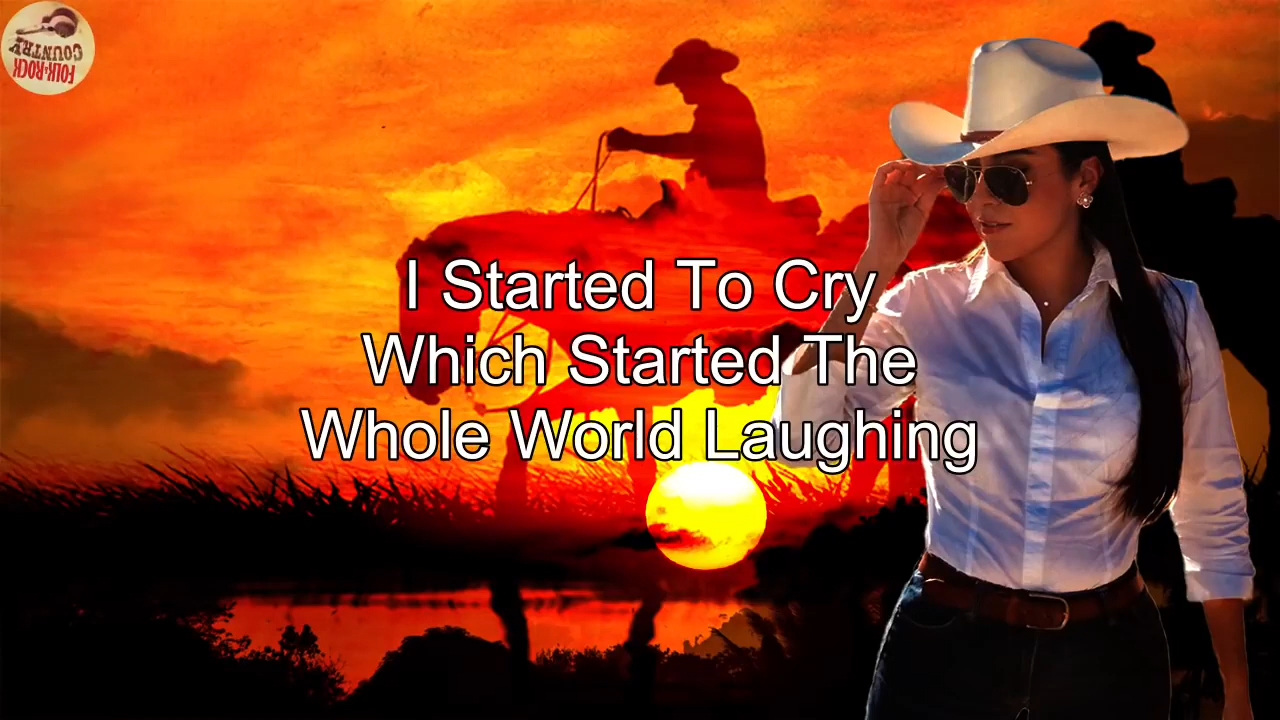 FOLK&ROCK
COUNTRY
I Started To Cry
Which Started The
Whole World Laughing